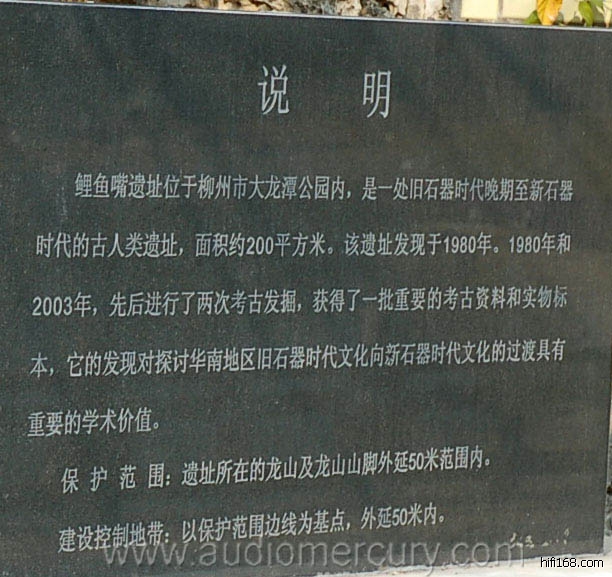 说 明
鲤鱼嘴遗址位于柳州市大龙潭公园内，是一处旧石器时代晚期至新石器
时代的古人类遗址，面积约200平方米。该遗址发现于1980年。1980年和
2003年，先后进行了两次考古发掘，获得了一批重要的考古资料和实物标
本，它的发现对探讨华南地区旧石器时代文化向新石器时代文化的过渡具有
重要的学术价值。
保护范围：遗址所在的龙山及龙山山脚外延50米范围内。
建设控制地带：以保护范围边线为基点，外延50米内。
www.audiomercury.com
hifi168.com